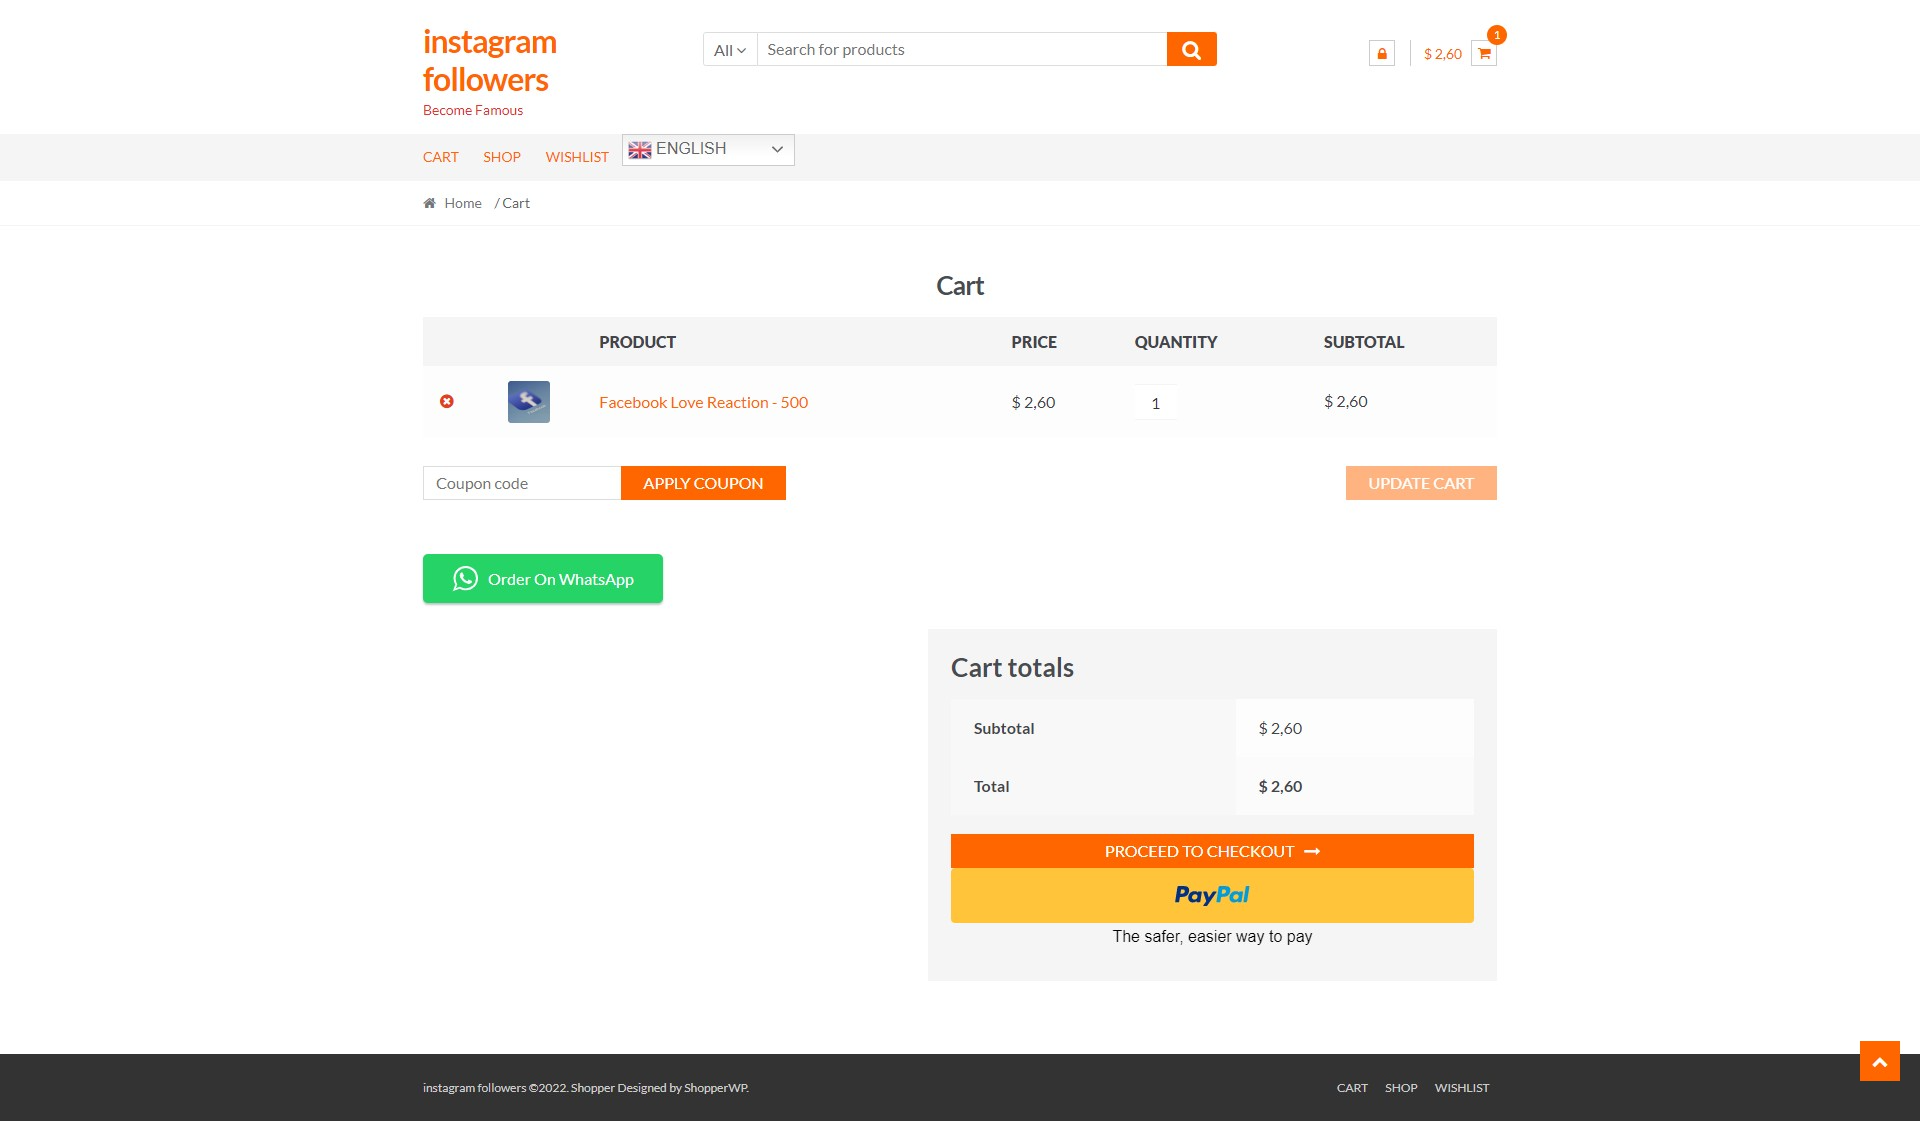 instagram
followers
Become Famous
All
Search for products
$ 2,60
1
CART SHOP WISHLIST ENGLISH
Home / Cart
Cart
PRODUCT PRICE QUANTITY SUBTOTAL
Facebook Love Reaction - 500 $ 2,60 1 $ 2,60
Coupon code APPLY COUPON UPDATE CART
Order On WhatsApp
Cart totals
Subtotal $ 2,60
Total $ 2,60
PROCEED TO CHECKOUT
PayPal
The safer, easier way to pay
instagram followers ©2022. Shopper Designed by ShopperWP. CART SHOP WISHLIST